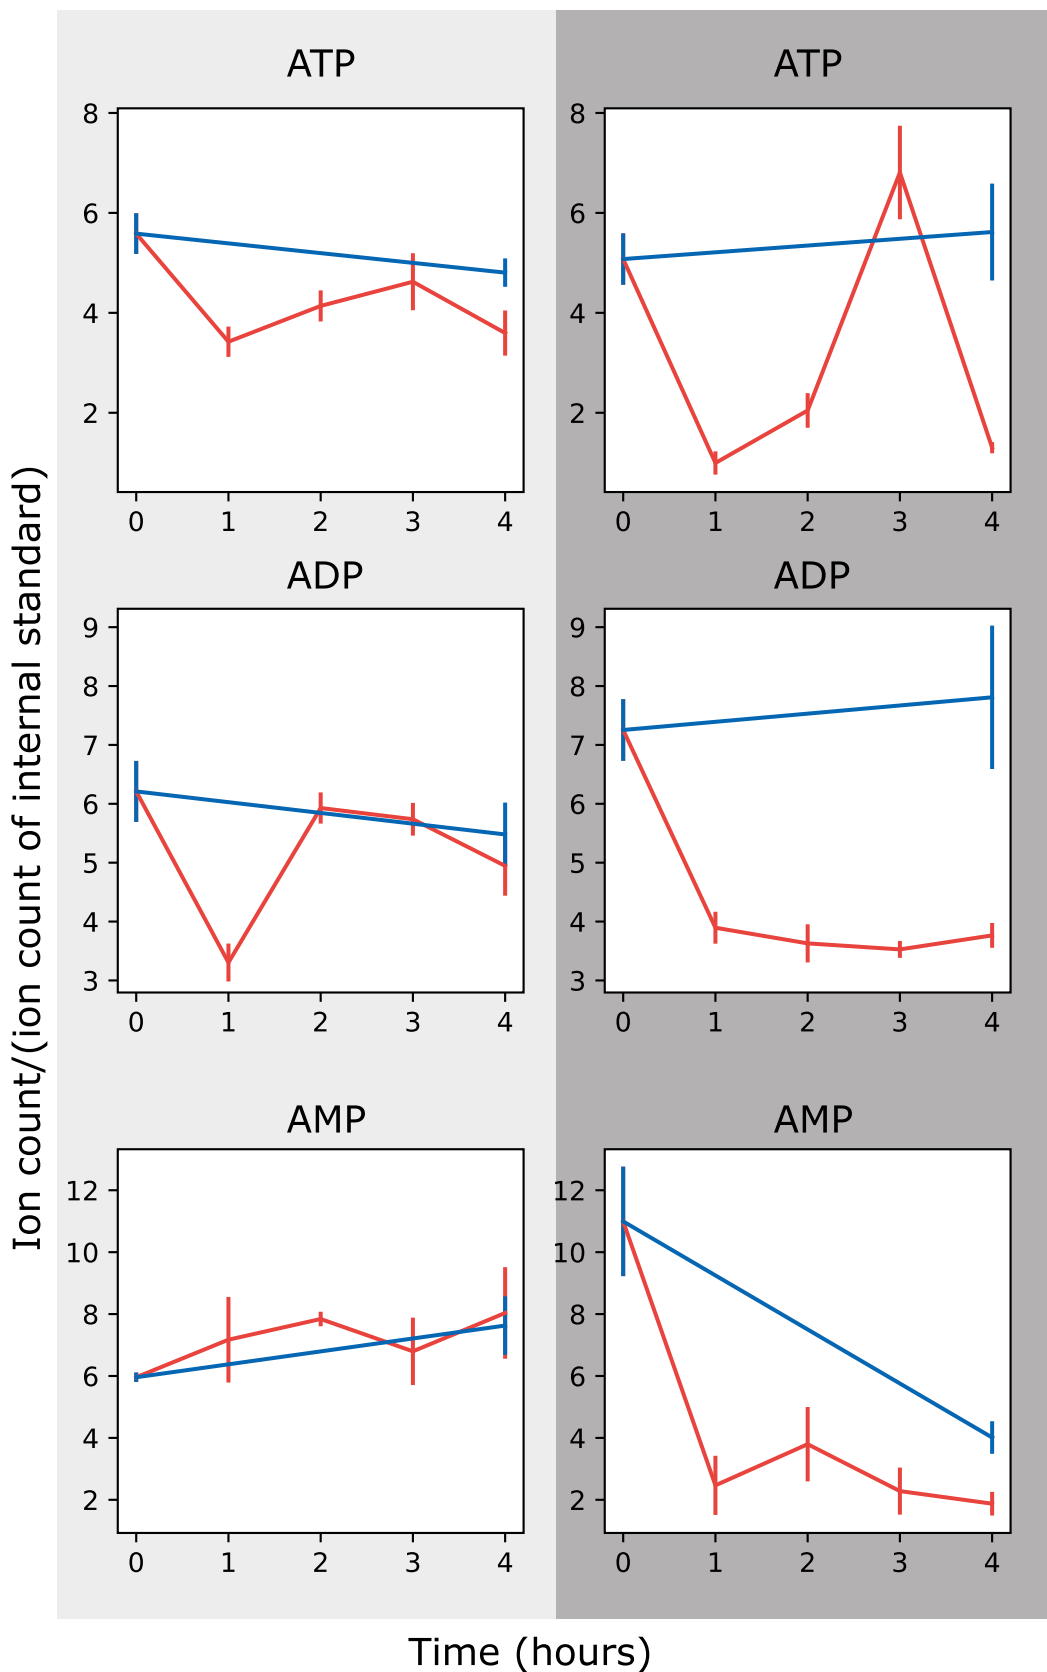 ATP ATP
8 8
6 6
4 4
2 2
0 1 2 3 4 0 1 2 3 4
ADP ADP
9 9
8 8
7 7
6 6
5 5
4 4
3 3
0 1 2 3 4 0 1 2 3 4
AMP AMP
12 12
10 10
8 8
6 6
4 4
2 2
0 1 2 3 4 0 1 2 3 4
Ion count/(ion count of internal standard)
Time (hours)